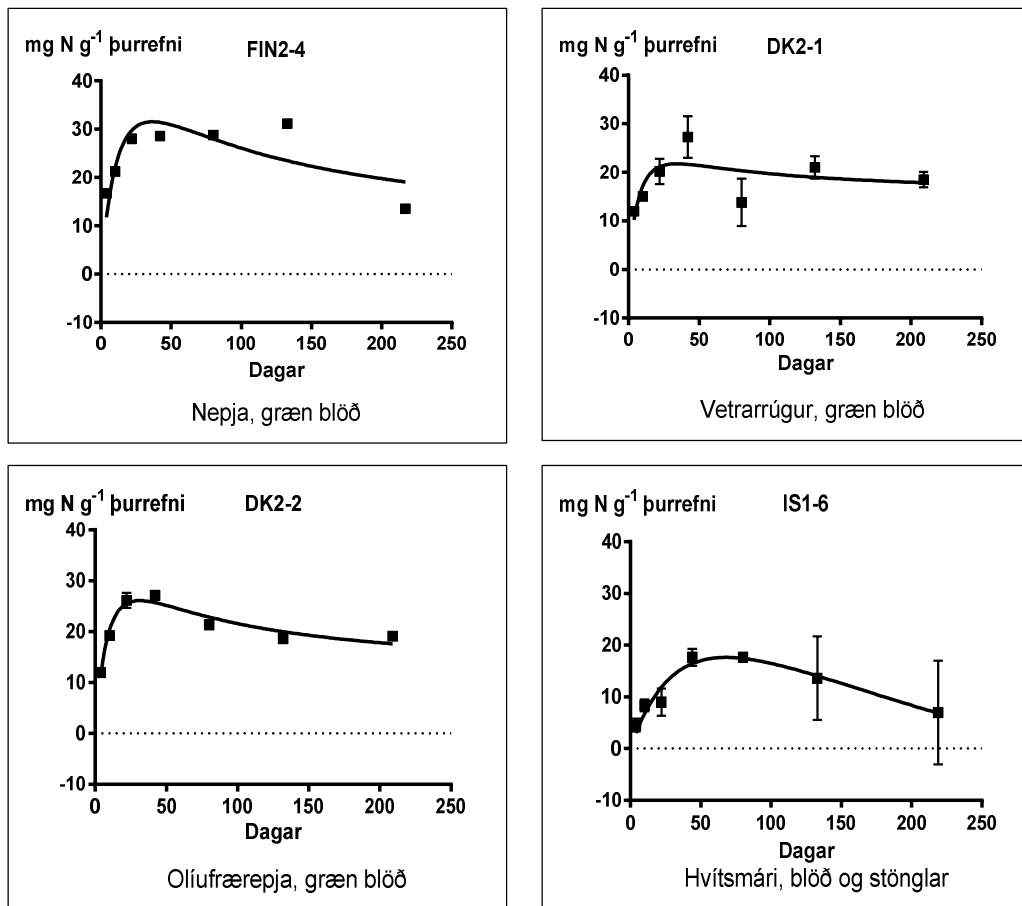 mg N g⁻¹ þurrefni FIN2-4
40
30
20
10
0
-10
0 50 100 150 200 250
Dagar
Nepja, græn blöð
mg N g⁻¹ þurrefni DK2-1
40
30
20
10
0
-10
0 50 100 150 200 250
Dagar
Vetrarrúgur, græn blöð
mg N g⁻¹ þurrefni DK2-2
40
30
20
10
0
-10
0 50 100 150 200 250
Dagar
Olíufrærepja, græn blöð
mg N g⁻¹ þurrefni IS1-6
40
30
20
10
0
-10
0 50 100 150 200 250
Dagar
Hvítsmári, blöð og stönglar